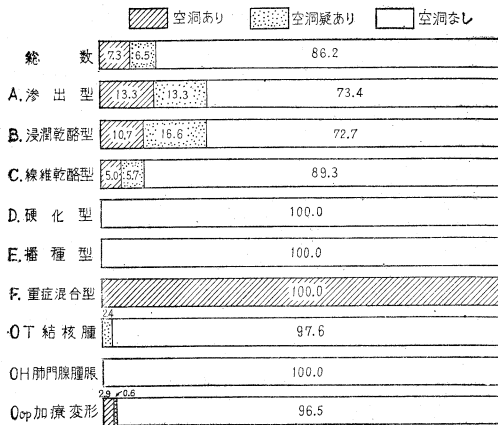 空洞あり 空洞疑あり 空洞なし
総数 7.3 6.5 86.2
A.滲出型 13.3 13.3 73.4
B.浸潤乾酪型 10.7 16.6 72.7
C.線維乾酪型 5.0 5.7 89.3
D.硬化型 100.0
E.播種型 100.0
F.重症混合型 100.0
2.4
OT結核腫 97.6
OH肺門腺腫脹 100.0
2.9 0.6
Oop加療変形 96.5